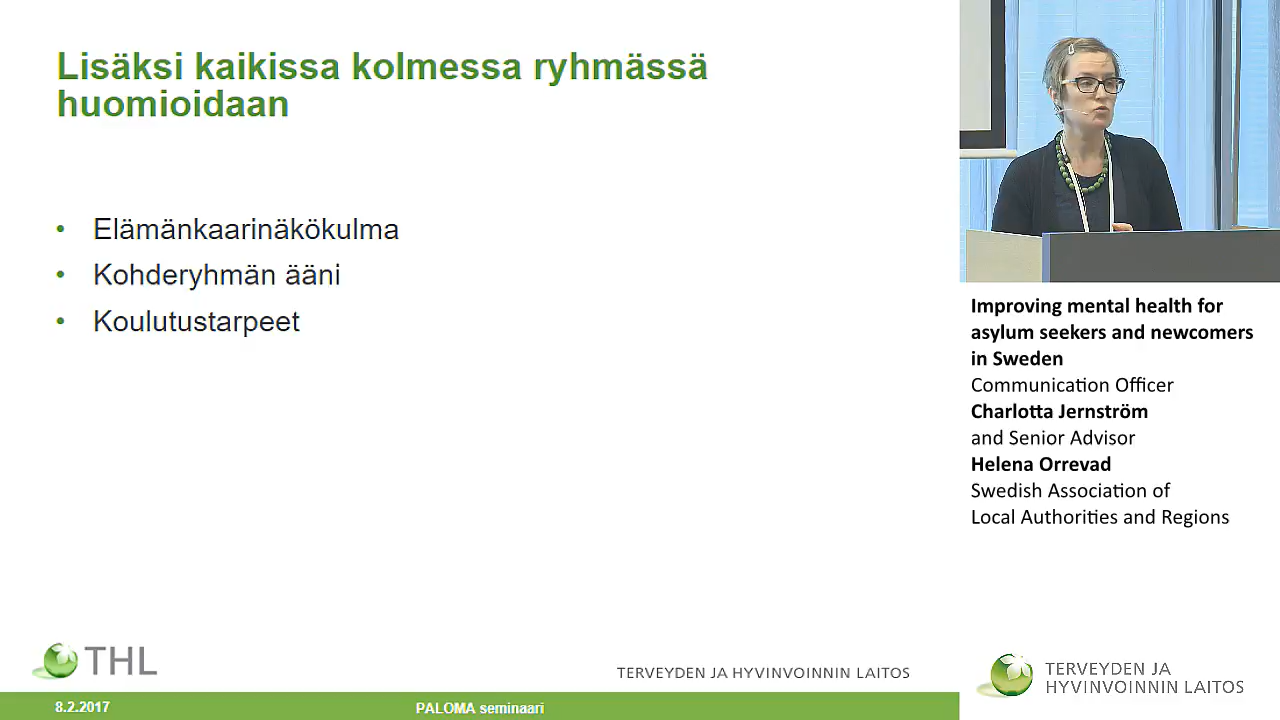 Lisäksi kaikissa kolmessa ryhmässä
huomioidaan
• Elämänkaarinäkökulma
• Kohderyhmän ääni
• Koulutustarpeet
THL
TERVEYDEN JA HYVINVOINNIN LAITOS
8.2.2017
PALOMA seminaari
Improving mental health for
asylum seekers and newcomers
in Sweden
Communication Officer
Charlotta Jernström
and Senior Advisor
Helena Orrevad
Swedish Association of
Local Authorities and Regions
TERVEYDEN JA
HYVINVOINNIN LAITOS